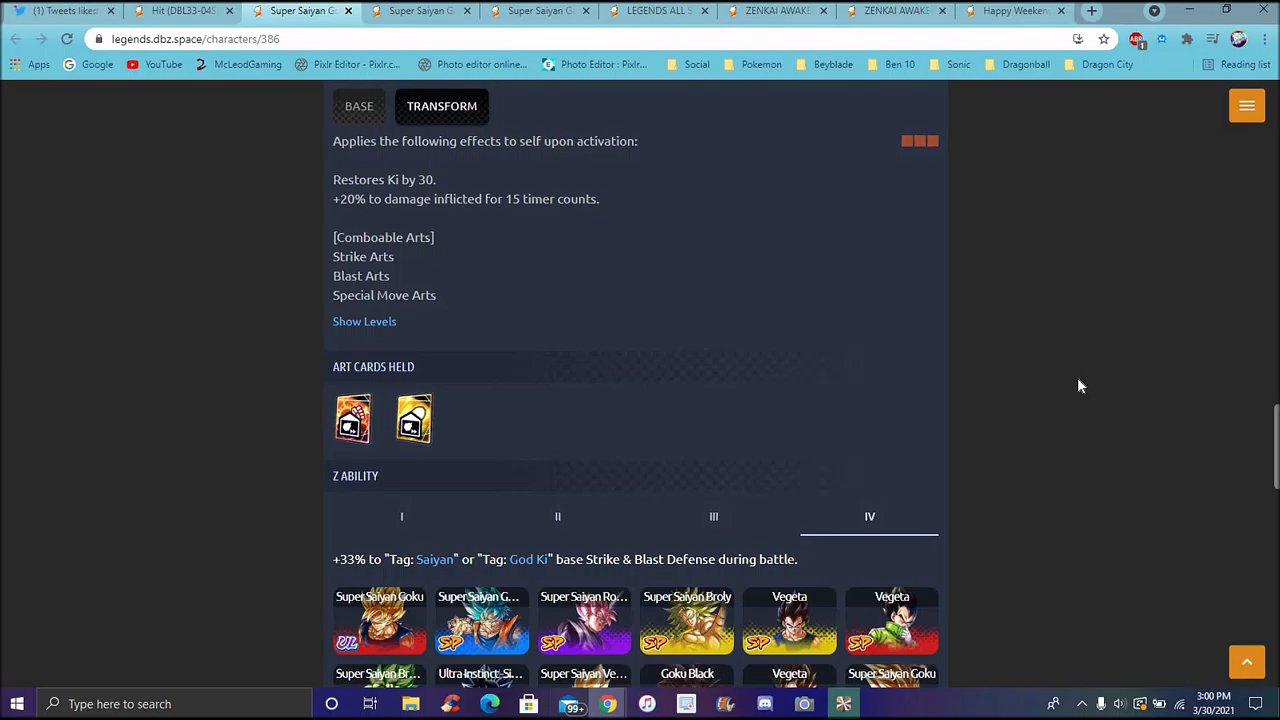 (1) Tweets liked
Hit (DBL33-04S
Super Saiyan Go
Super Saiyan G
Super Saiyan G
LEGENDS ALL S
ZENKAI AWAKE
ZENKAI AWAKE
Happy Weeken
legends.dbz.space/characters/386
ABP
1
Apps
Google
YouTube
McLeodGaming
Pixlr Editor - Pixlr.c...
Photo editor online...
Photo Editor : Pixlr...
Social
Pokemon
Beyblade
Ben 10
Sonic
Dragonball
Dragon City
Reading list
BASE
TRANSFORM
Applies the following effects to self upon activation:
Restores Ki by 30.
+20% to damage inflicted for 15 timer counts.
[Comboable Arts]
Strike Arts
Blast Arts
Special Move Arts
Show Levels
ART CARDS HELD
Z ABILITY
I II III IV
+33% to "Tag: Saiyan" or "Tag: God Ki" base Strike & Blast Defense during battle.
Super Saiyan Goku
Super Saiyan G...
Super Saiyan Ro...
Super Saiyan Broly
Vegeta
Vegeta
UL SP SP SP SP SP
Super Saiyan Br...
Ultra Instinct -Si...
Super Saiyan Ve...
Goku Black
Vegeta
Super Saiyan Goku
Type here to search
99+
3:00 PM
3/30/2021